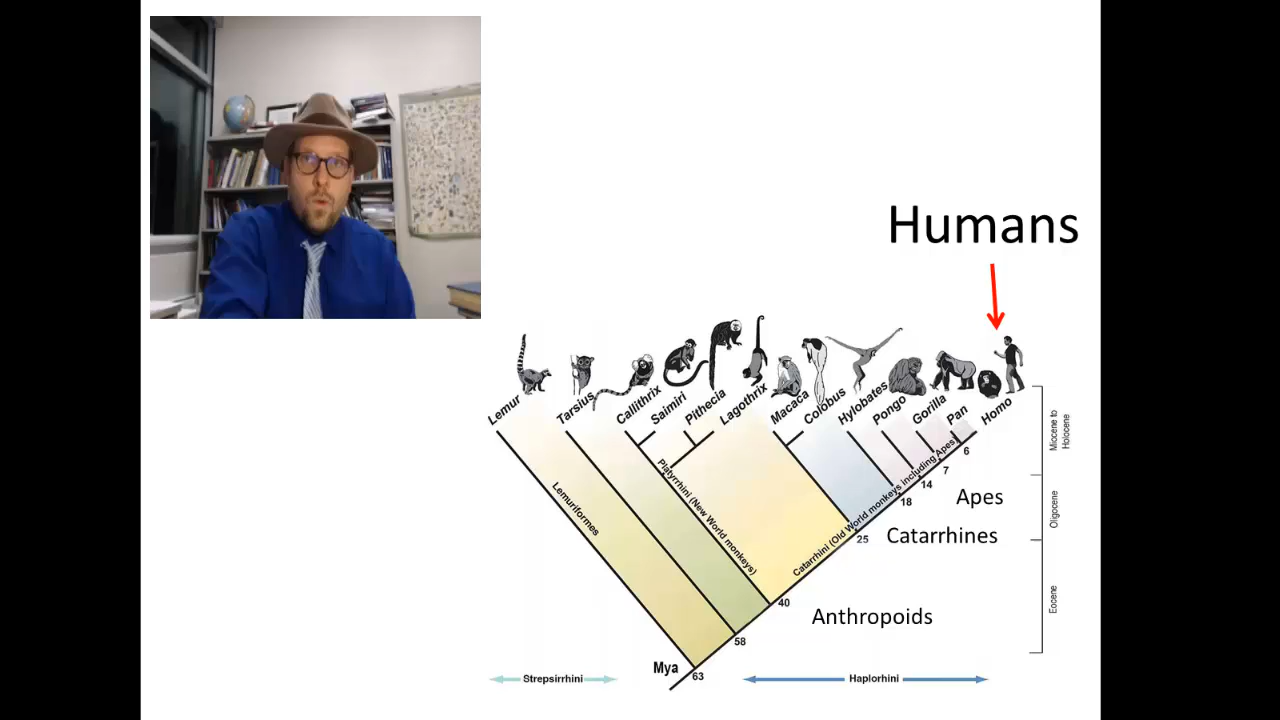 Humans
Lemur
Tarsius
Callithrix
Saimiri
Pithecia
Lagothrix
Macaca
Colobus
Hylobates
Pongo
Gorilla
Pan
Homo
Lemuriformes
Platyrrhini (New World monkeys)
Catarrhini (Old World monkeys including Apes)
6
7
14
18
25
40
58
63
Mya
Apes
Catarrhines
Anthropoids
Miocene to
Holocene
Oligocene
Eocene
Strepsirrhini
Haplorhini